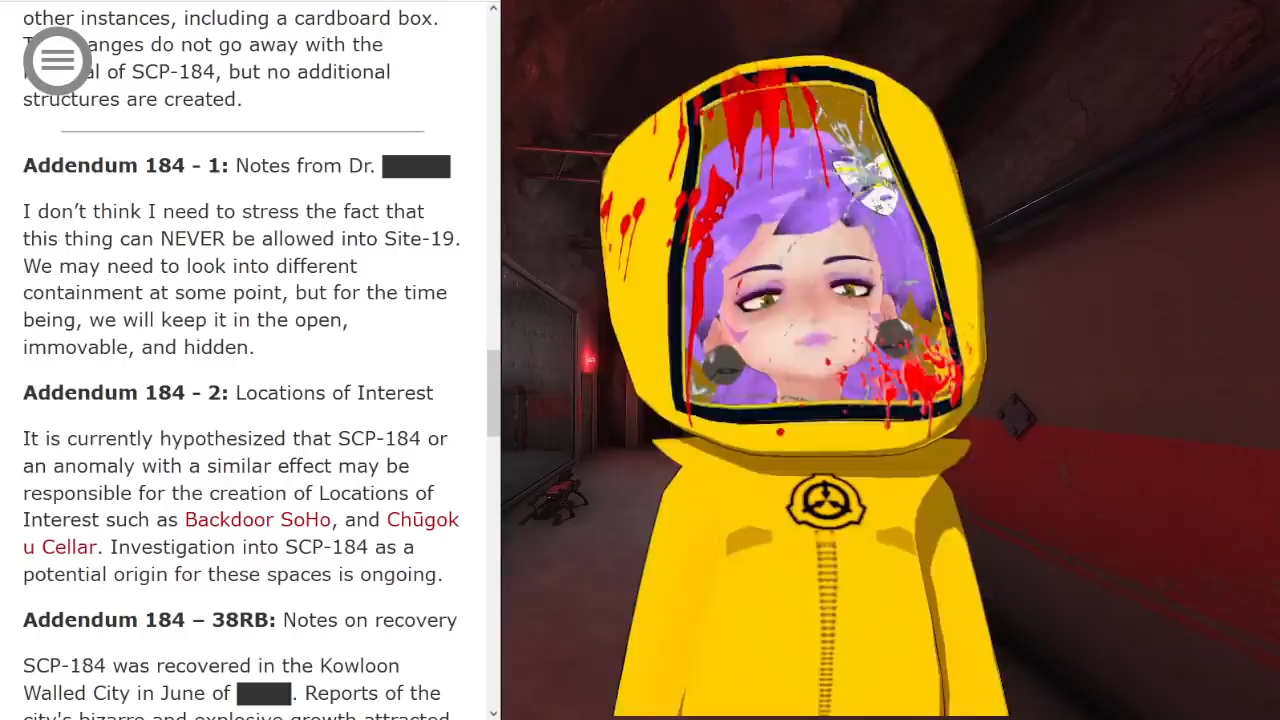 other instances, including a cardboard box.
anges do not go away with the
al of SCP-184, but no additional
structures are created.
Addendum 184 - 1: Notes from Dr.
I don’t think I need to stress the fact that
this thing can NEVER be allowed into Site-19.
We may need to look into different
containment at some point, but for the time
being, we will keep it in the open,
immovable, and hidden.
Addendum 184 - 2: Locations of Interest
It is currently hypothesized that SCP-184 or
an anomaly with a similar effect may be
responsible for the creation of Locations of
Interest such as Backdoor SoHo, and Chūgok
u Cellar. Investigation into SCP-184 as a
potential origin for these spaces is ongoing.
Addendum 184 – 38RB: Notes on recovery
SCP-184 was recovered in the Kowloon
Walled City in June of . Reports of the
city's bizarre and explosive growth attracted